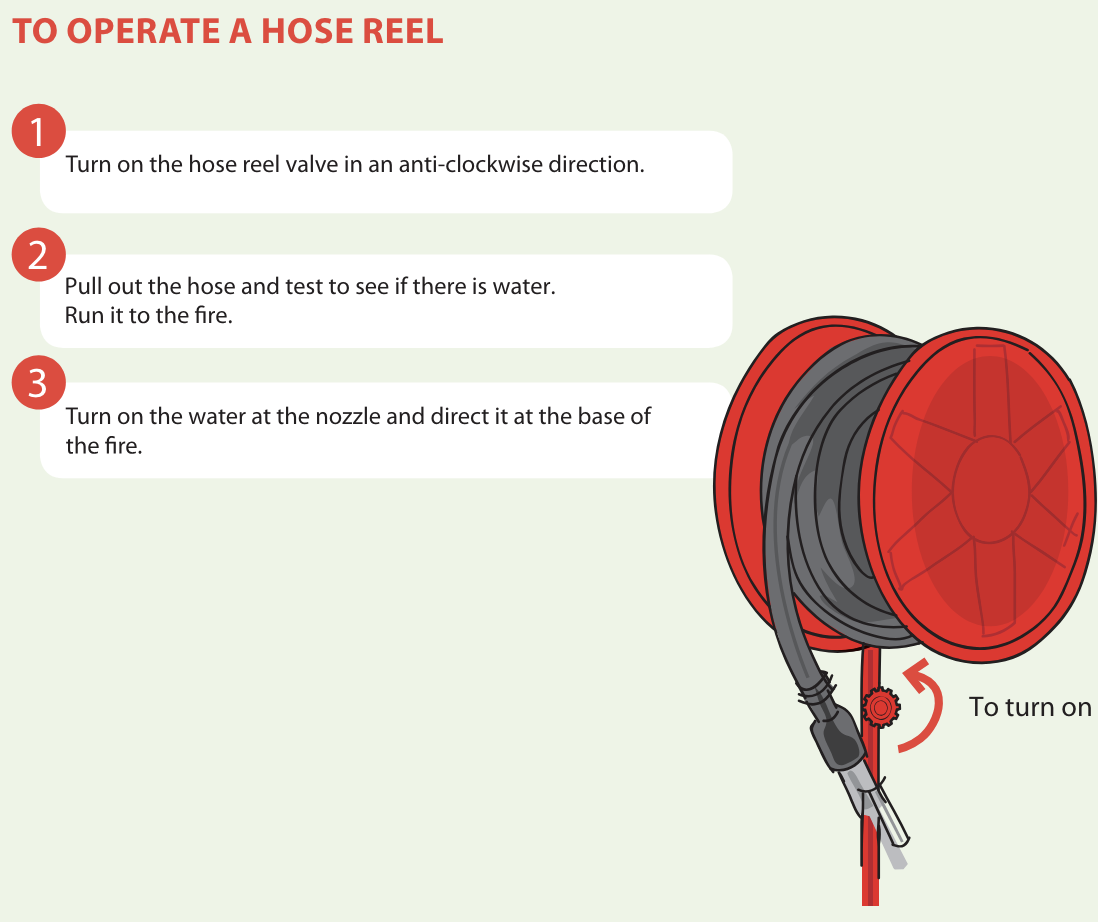 TO OPERATE A HOSE REEL
1
Turn on the hose reel valve in an anti-clockwise direction.
2
Pull out the hose and test to see if there is water.
Run it to the fire.
3
Turn on the water at the nozzle and direct it at the base of
the fire.
To turn on